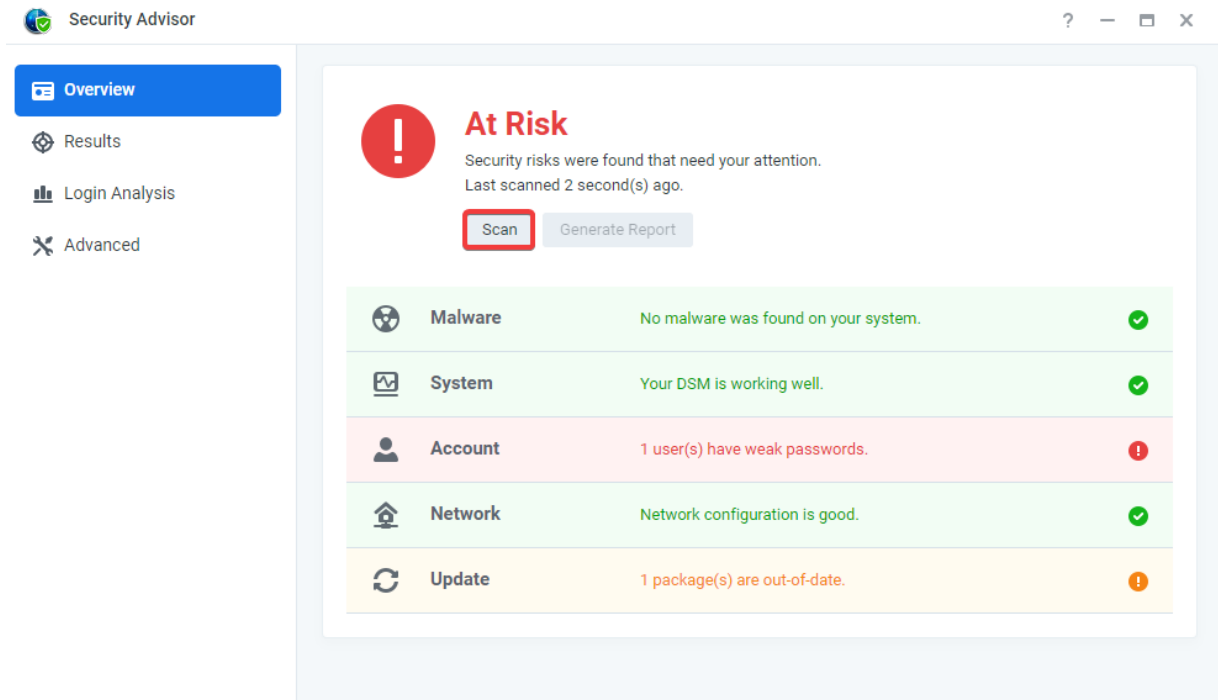 Security Advisor
Overview
Results
Login Analysis
Advanced
At Risk
Security risks were found that need your attention.
Last scanned 2 second(s) ago.
Scan Generate Report
Malware No malware was found on your system.
System Your DSM is working well.
Account 1 user(s) have weak passwords.
Network Network configuration is good.
Update 1 package(s) are out-of-date.